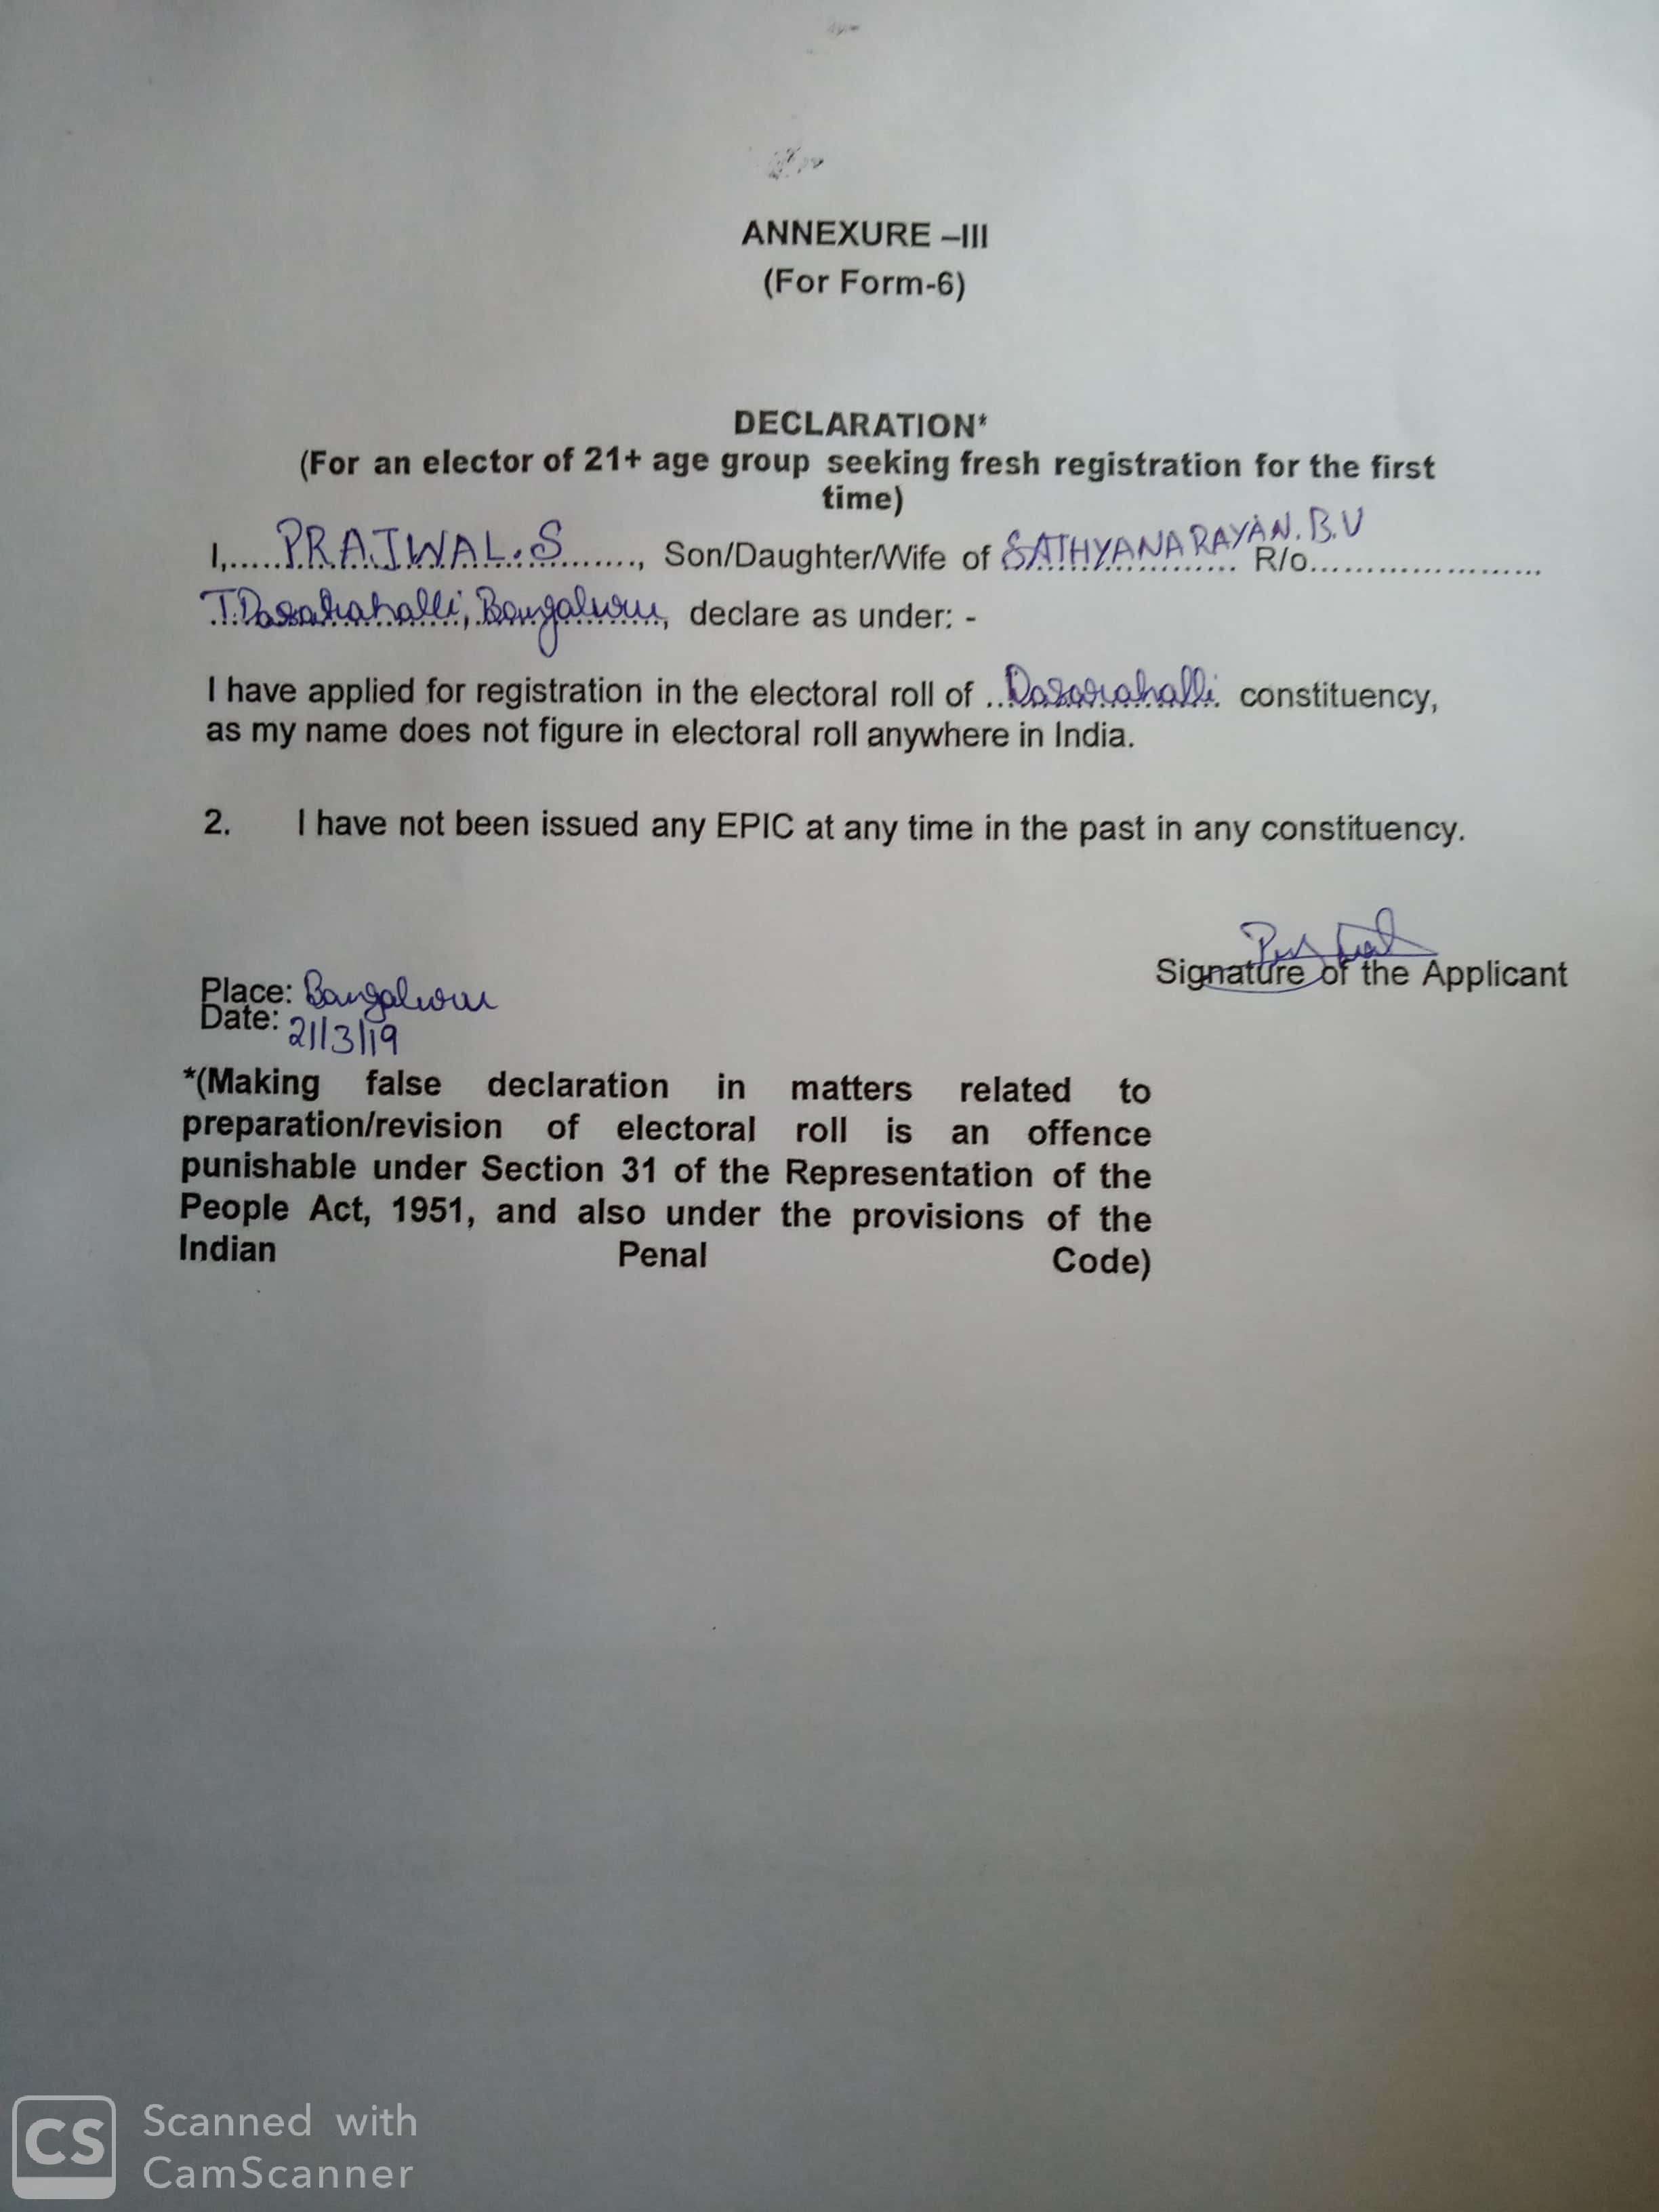 ANNEXURE –III
(For Form-6)
DECLARATION*
(For an elector of 21+ age group seeking fresh registration for the first
time)
I,.....PRAJWAL.S........, Son/Daughter/Wife of SATHYANARAYAN.B.V R/o........................
T.Dasarahalli, Bangalore, declare as under: -
I have applied for registration in the electoral roll of ..Dasarahalli. constituency,
as my name does not figure in electoral roll anywhere in India.
2. I have not been issued any EPIC at any time in the past in any constituency.
Signature of the Applicant
Place: Bangalore
Date: 21/3/19
*(Making false declaration in matters related to
preparation/revision of electoral roll is an offence
punishable under Section 31 of the Representation of the
People Act, 1951, and also under the provisions of the
Indian Penal Code)
CS Scanned with
CamScanner